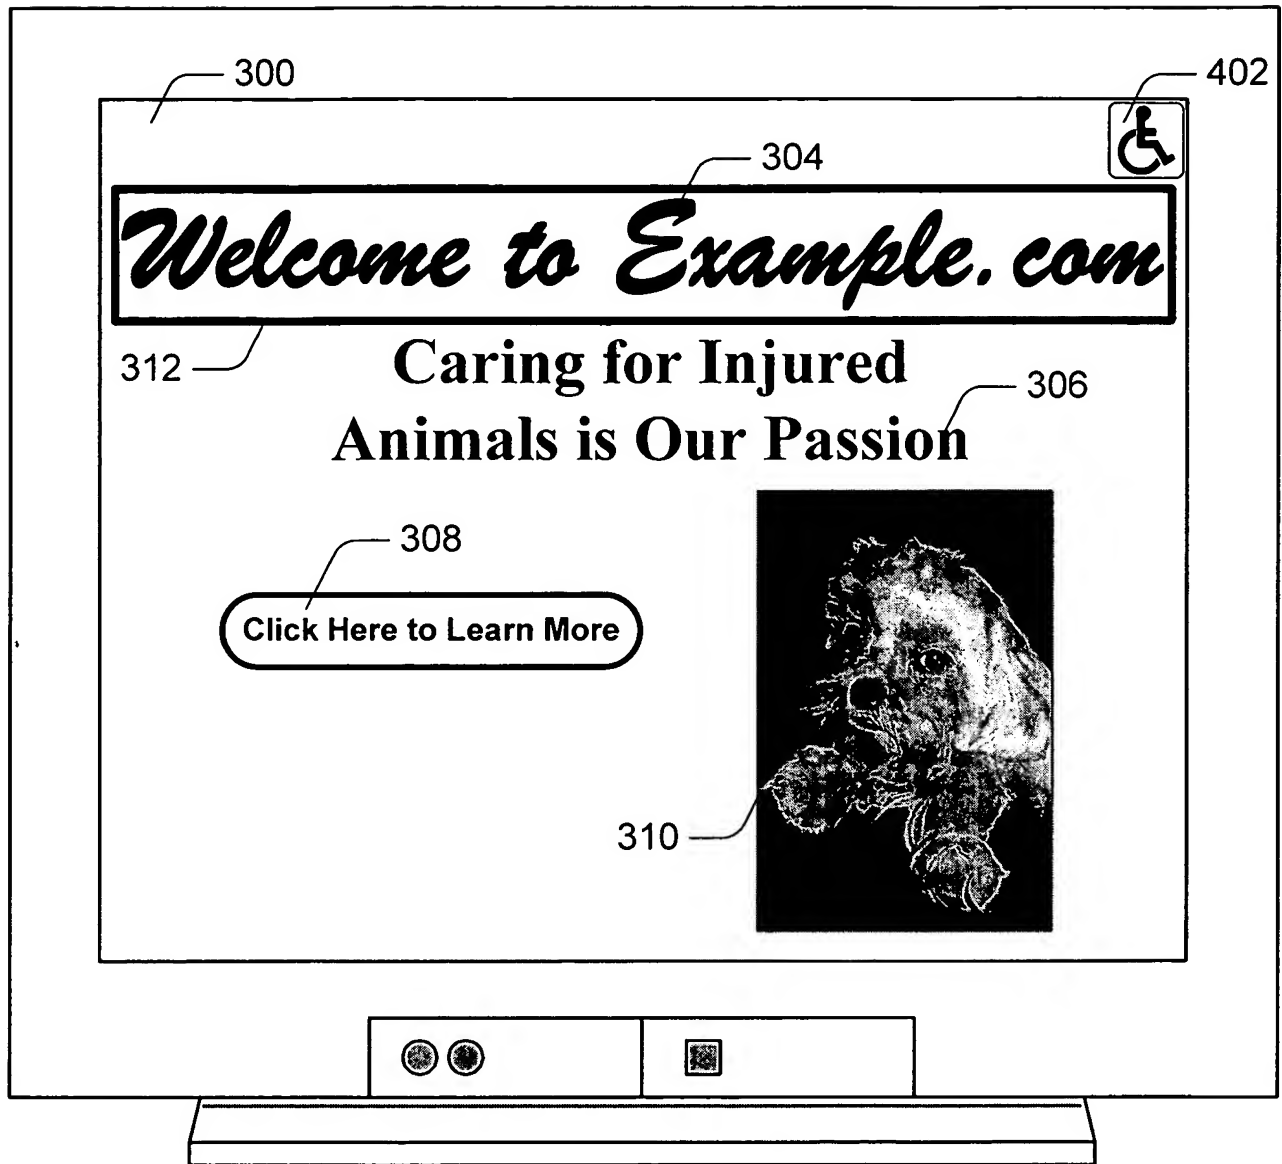 300
402
304
Welcome to Example.com
312
Caring for Injured
306
Animals is Our Passion
308
Click Here to Learn More
310